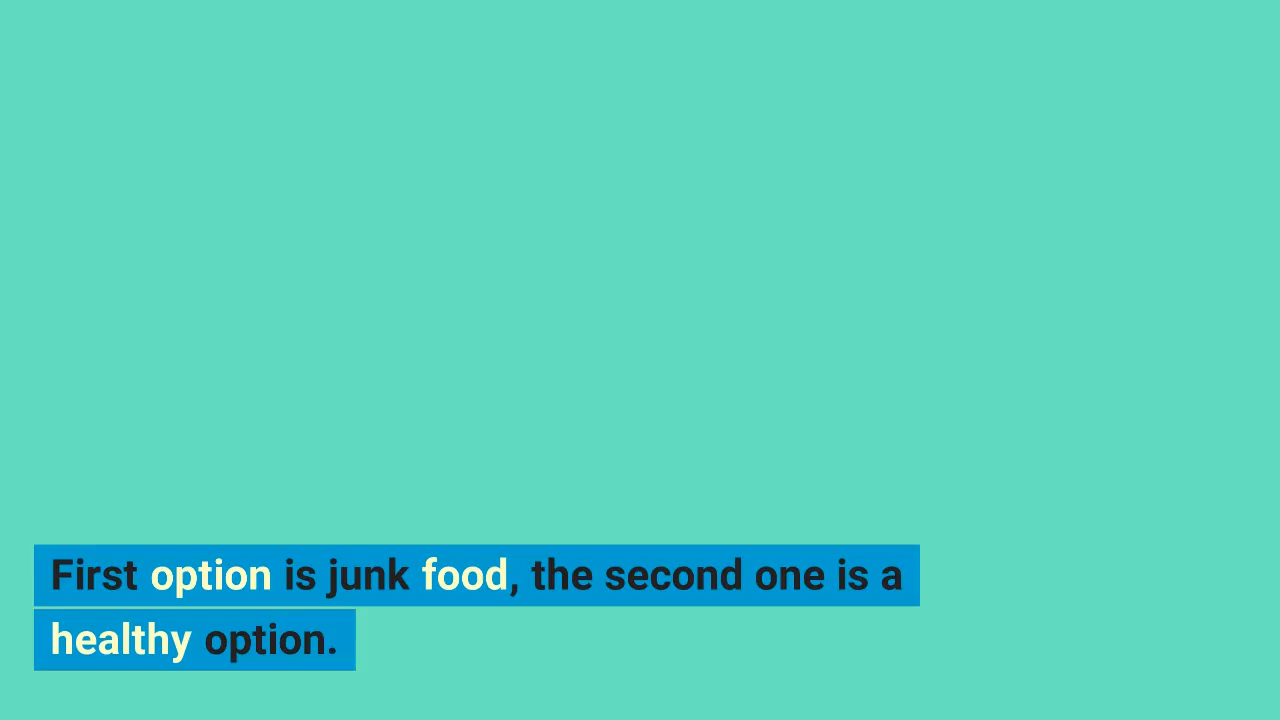 First option is junk food, the second one is a
healthy option.